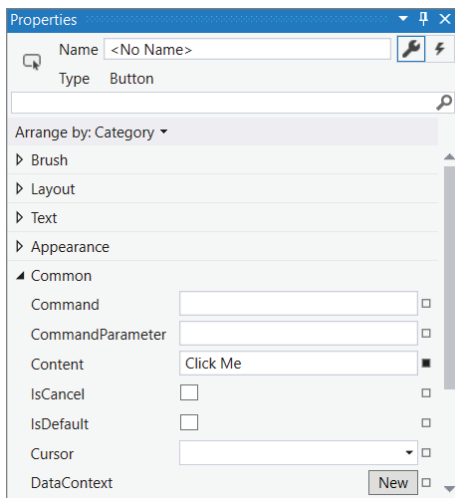 Properties
Name <No Name>
Type Button
Arrange by: Category
Brush
Layout
Text
Appearance
Common
Command
CommandParameter
Content Click Me
IsCancel
IsDefault
Cursor
DataContext New